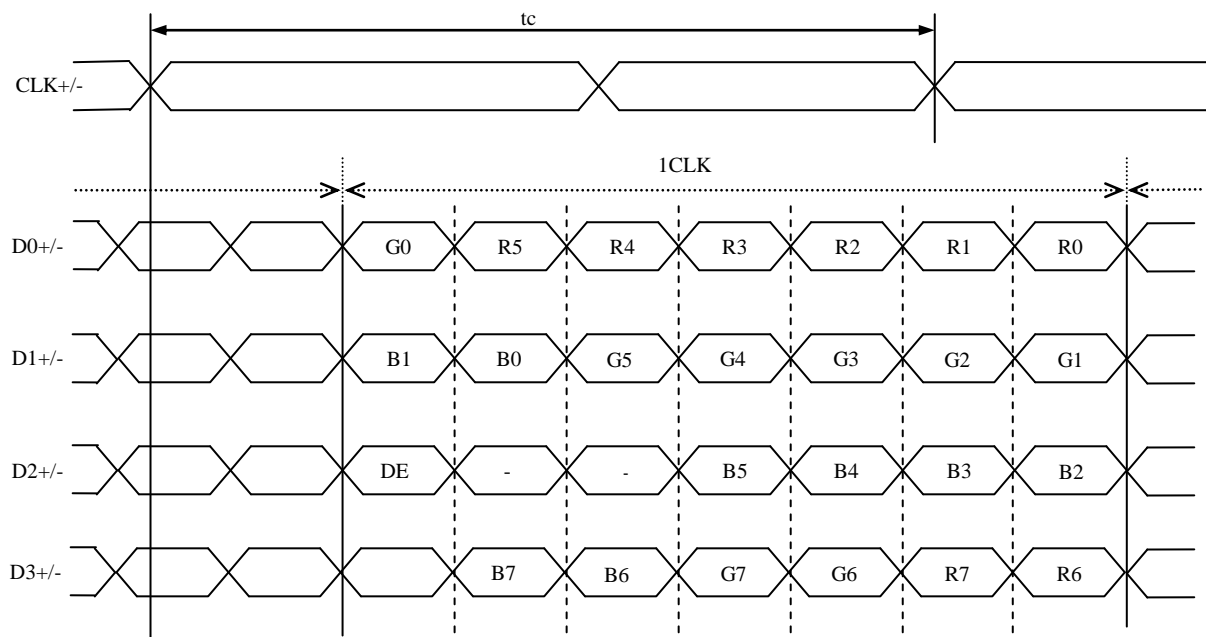 tc
CLK+/-
1CLK
D0+/- G0 R5 R4 R3 R2 R1 R0
D1+/- B1 B0 G5 G4 G3 G2 G1
D2+/- DE - - B5 B4 B3 B2
D3+/- B7 B6 G7 G6 R7 R6